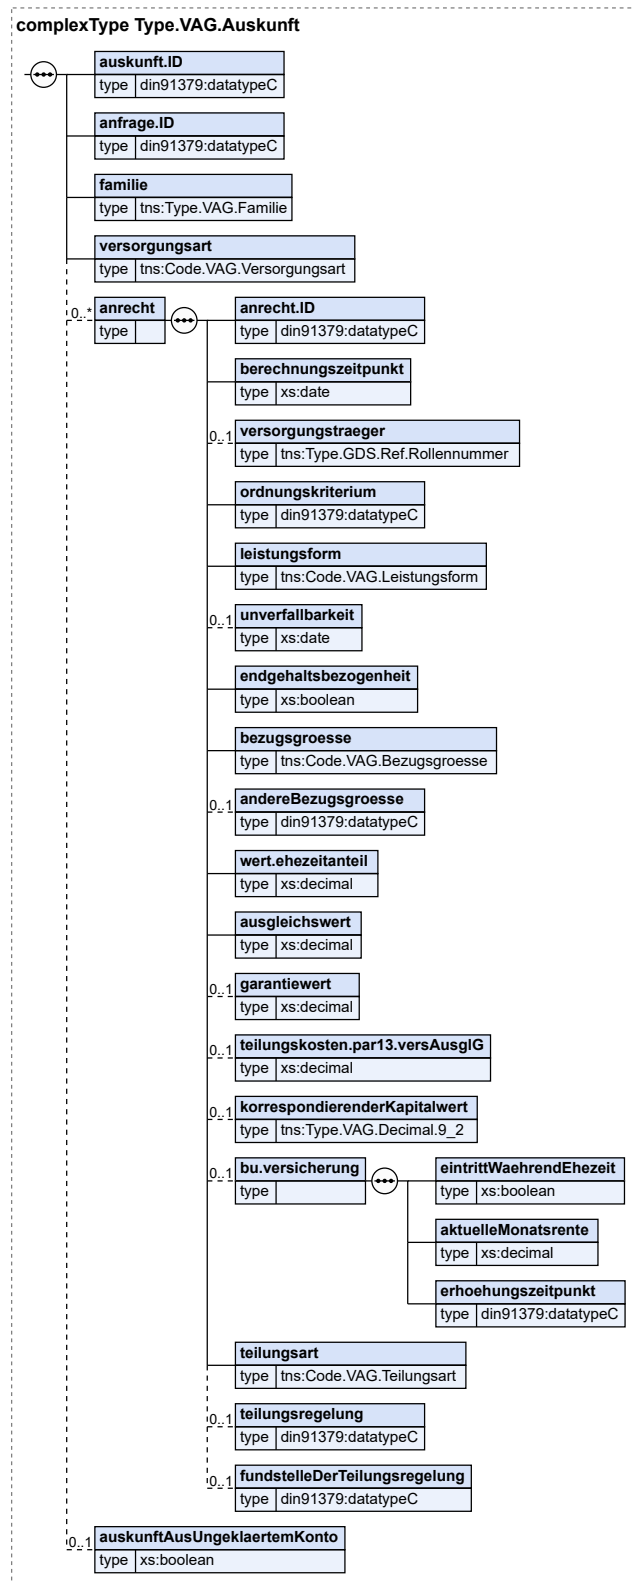 complexType Type.VAG.Auskunft
auskunft.ID
type din91379:datatypeC
anfrage.ID
type din91379:datatypeC
familie
type tns:Type.VAG.Familie
versorgungsart
type tns:Code.VAG.Versorgungsart
0..* anrecht
type
anrecht.ID
type din91379:datatypeC
berechnungszeitpunkt
type xs:date
0..1 versorgungstraeger
type tns:Type.GDS.Ref.Rollennummer
ordnungskriterium
type din91379:datatypeC
leistungsform
type tns:Code.VAG.Leistungsform
0..1 unverfallbarkeit
type xs:date
endgehaltsbezogenheit
type xs:boolean
bezugsgroesse
type tns:Code.VAG.Bezugsgroesse
0..1 andereBezugsgroesse
type din91379:datatypeC
wert.ehezeitanteil
type xs:decimal
ausgleichswert
type xs:decimal
0..1 garantiewert
type xs:decimal
0..1 teilungskosten.par13.versAusglG
type xs:decimal
0..1 korrespondierenderKapitalwert
type tns:Type.VAG.Decimal.9_2
0..1 bu.versicherung
type
eintrittWaehrendEhezeit
type xs:boolean
aktuelleMonatsrente
type xs:decimal
erhoehungszeitpunkt
type din91379:datatypeC
teilungsart
type tns:Code.VAG.Teilungsart
0..1 teilungsregelung
type din91379:datatypeC
0..1 fundstelleDerTeilungsregelung
type din91379:datatypeC
0..1 auskunftAusUngeklaertemKonto
type xs:boolean